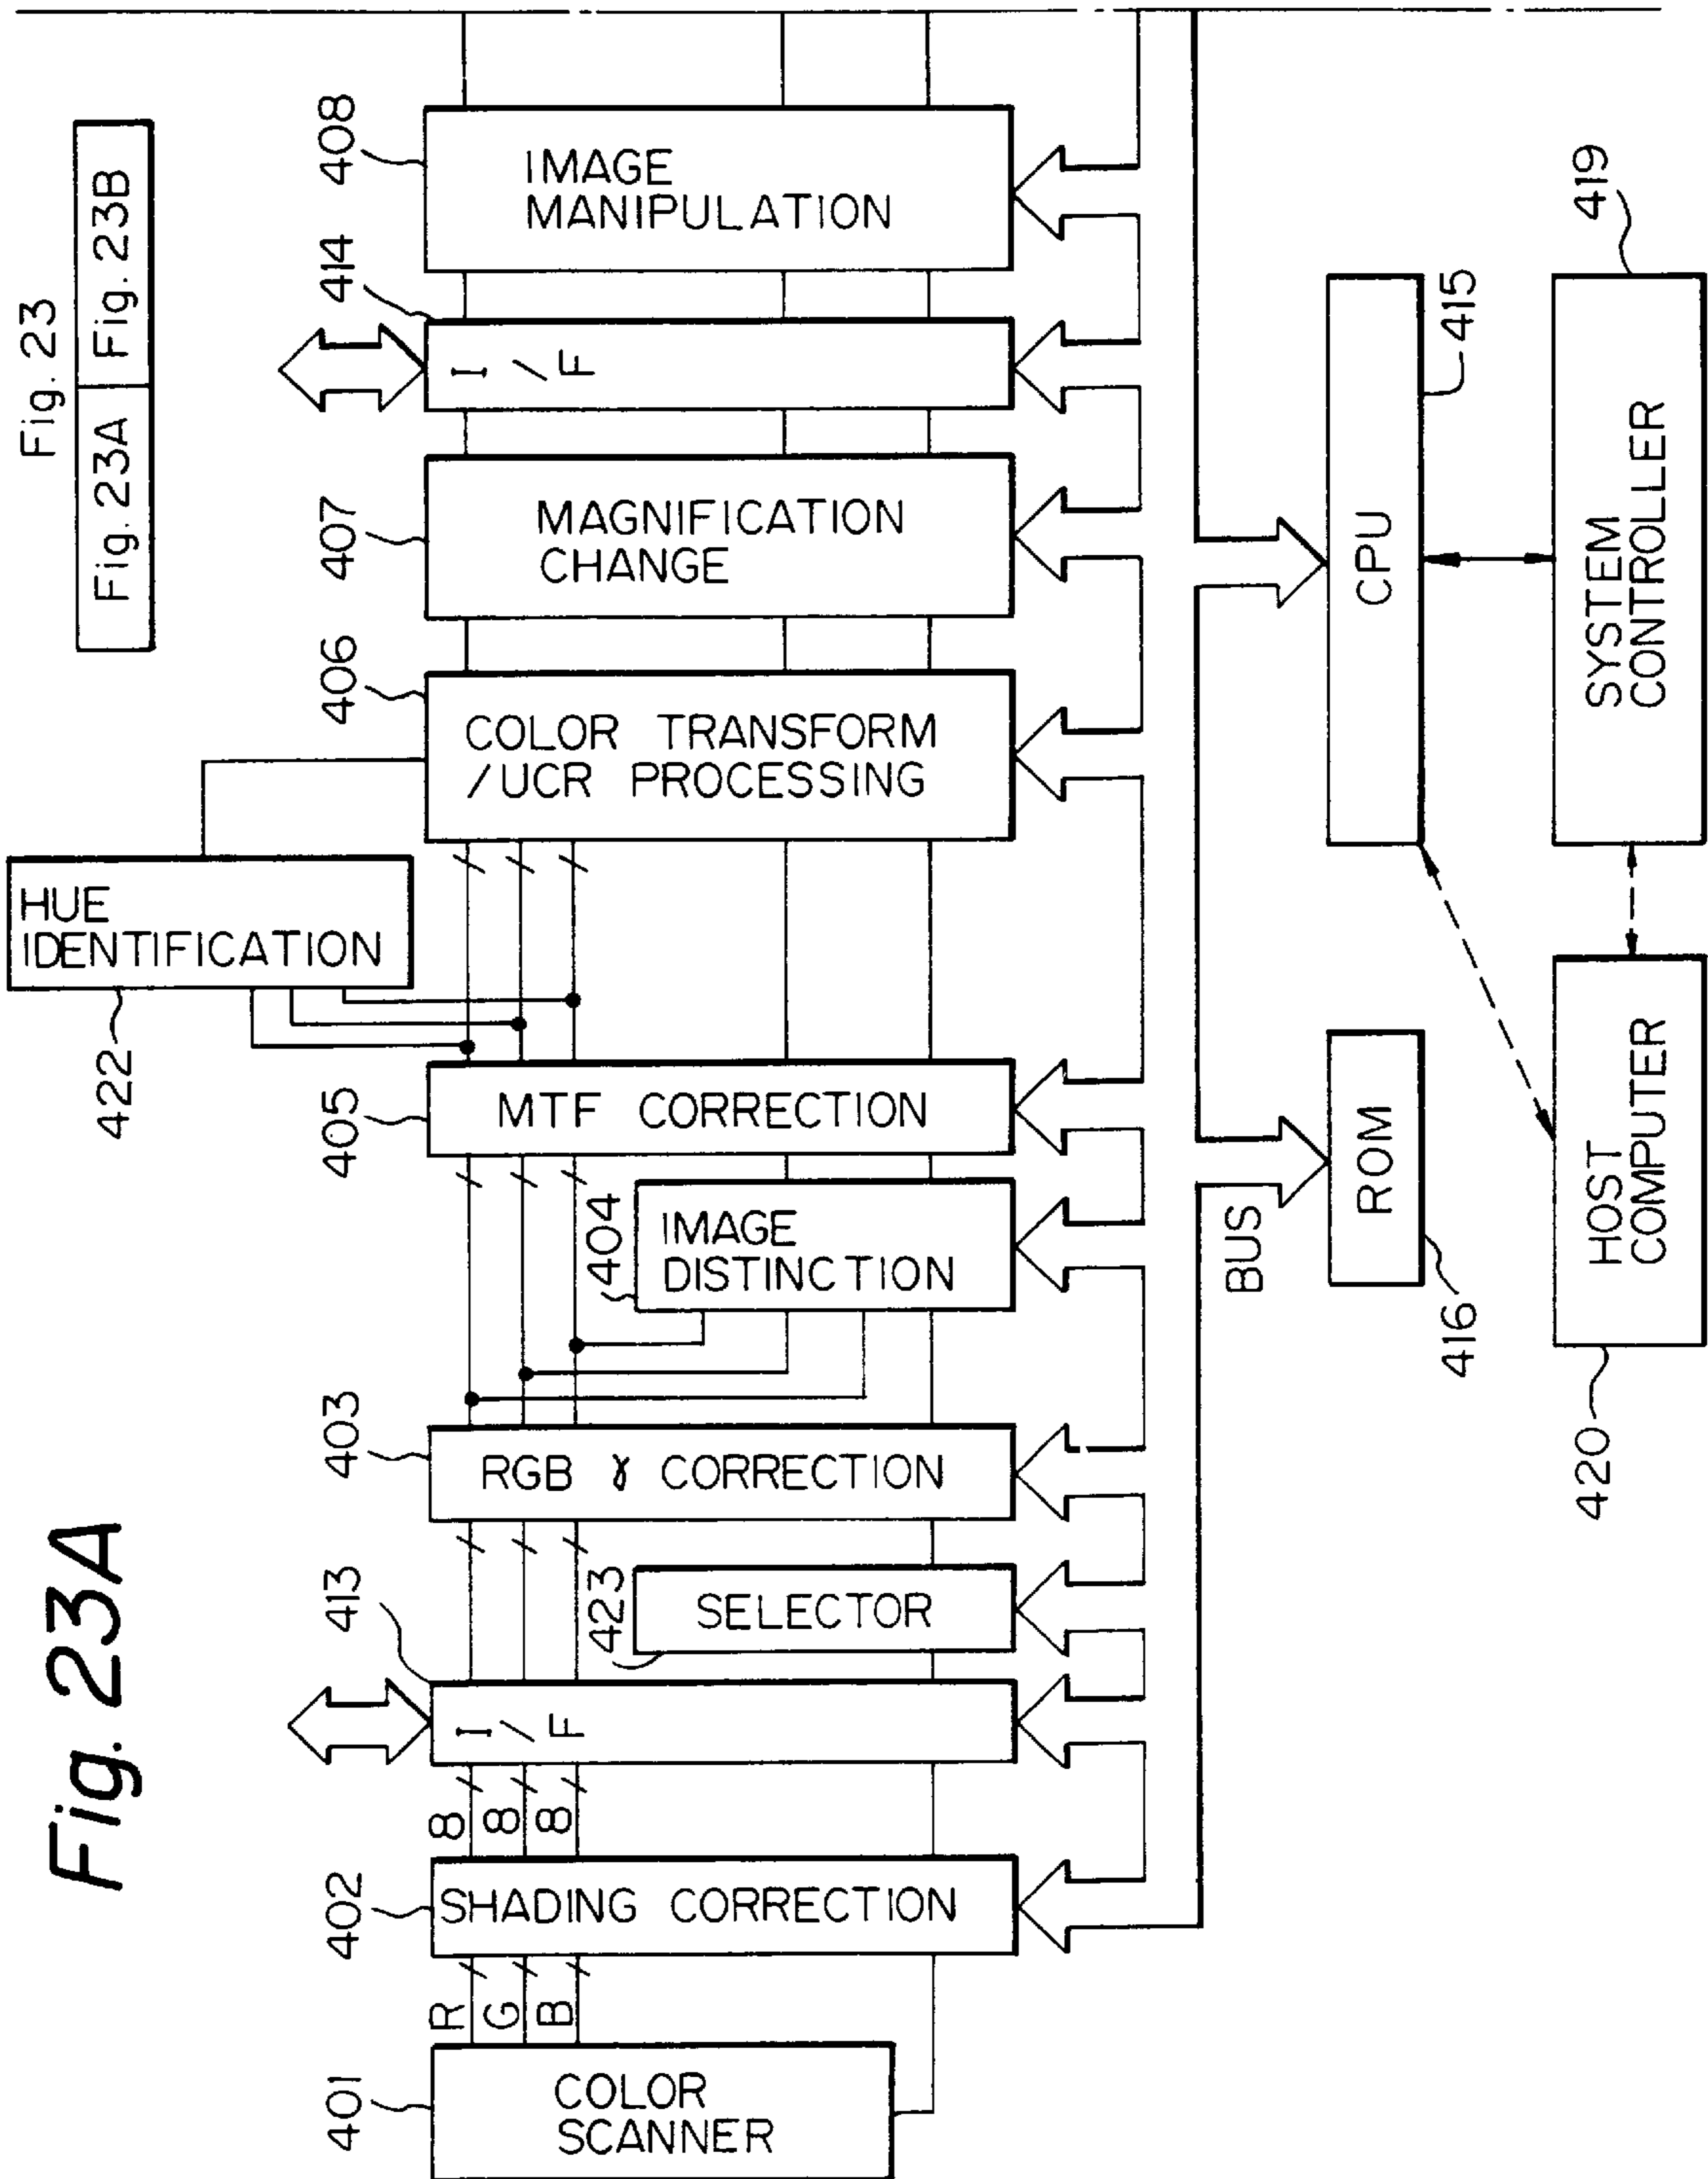 Fig. 23A
Fig. 23
Fig. 23A
Fig. 23B
401
COLOR
SCANNER
R
G
B
402
SHADING CORRECTION
8
8
8
413
I/F
423
SELECTOR
403
RGB γ CORRECTION
404
IMAGE
DISTINCTION
405
MTF CORRECTION
422
HUE
IDENTIFICATION
406
COLOR TRANSFORM
/UCR PROCESSING
407
MAGNIFICATION
CHANGE
414
I/F
408
IMAGE
MANIPULATION
BUS
ROM
416
CPU
415
HOST
COMPUTER
420
SYSTEM
CONTROLLER
419